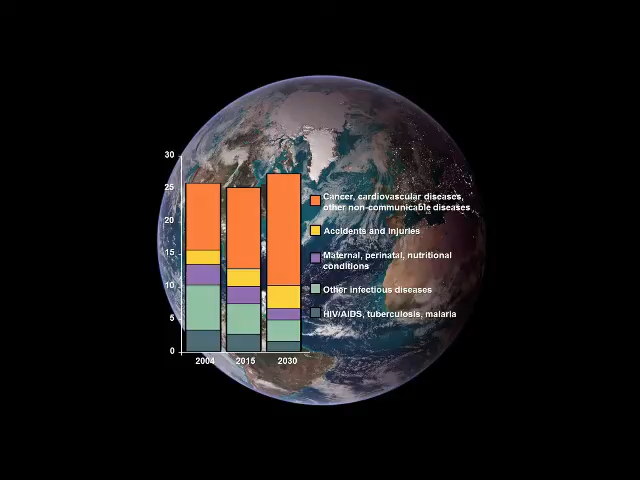 30
25
20
15
10
5
0
2004 2015 2030
Cancer, cardiovascular diseases,
other non-communicable diseases
Accidents and injuries
Maternal, perinatal, nutritional
conditions
Other infectious diseases
HIV/AIDS, tuberculosis, malaria